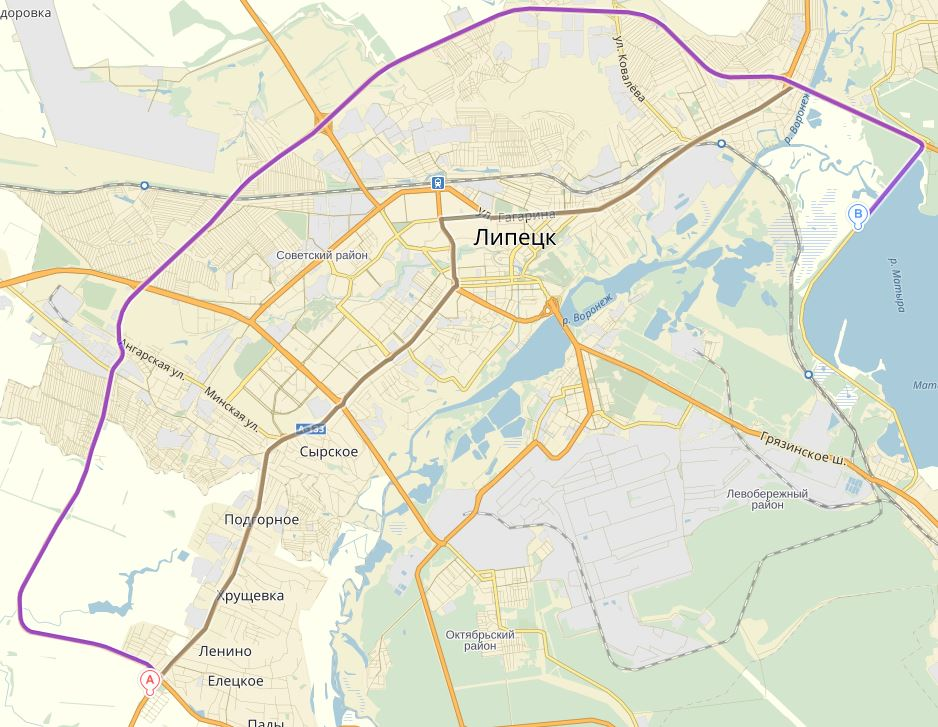 доровка
ул. Ковалёва
р. Воронеж
ул. Гагарина
Липецк
B
Советский район
р. Матыра
р. Воронеж
Ангарская ул.
Минская ул.
Мат
А 133
Сырское
Грязинское ш.
Левобережный
район
Подгорное
Хрущевка
Октябрьский
район
Ленино
A
Елецкое
Пады